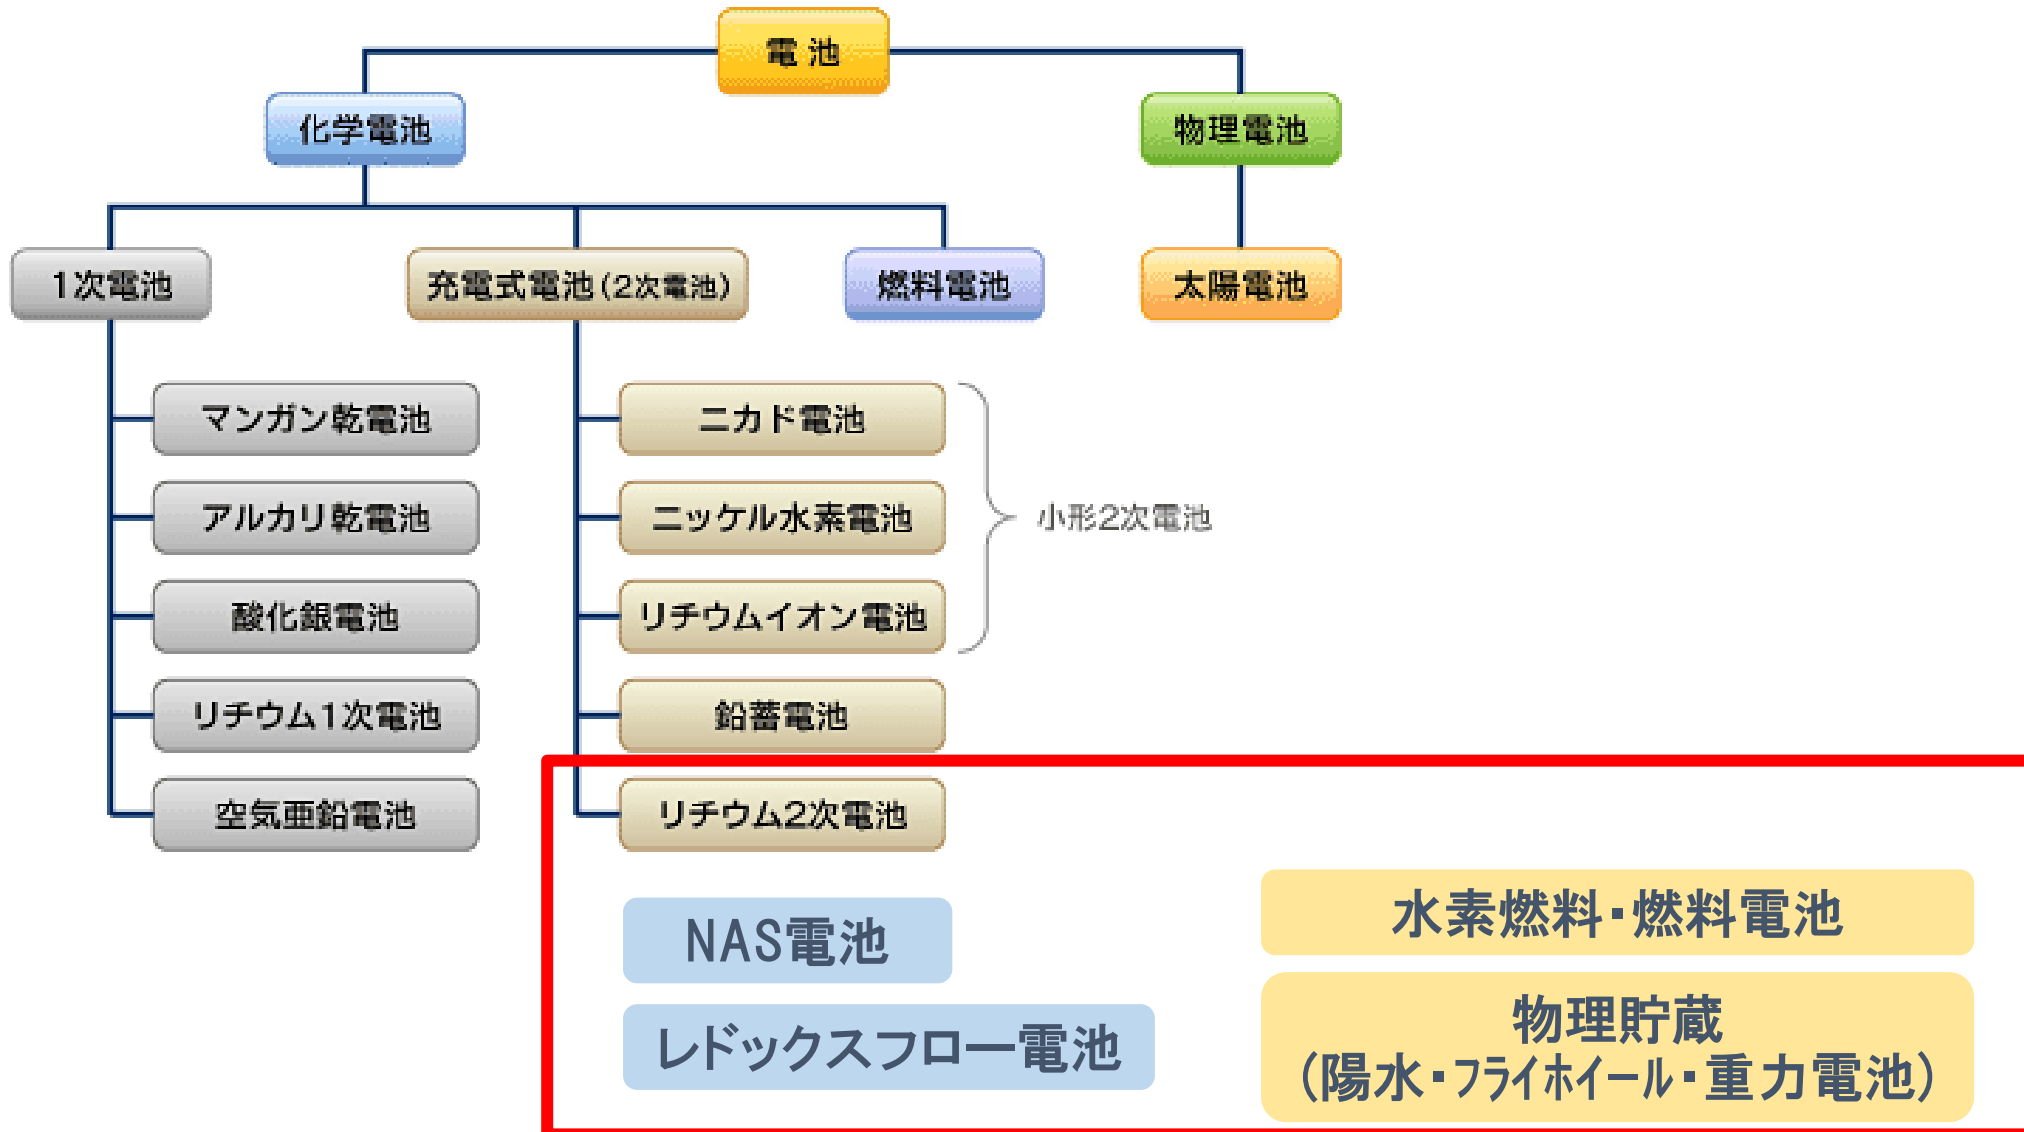 電池
化学電池
物理電池
1次電池
充電式電池(2次電池)
燃料電池
太陽電池
マンガン乾電池
アルカリ乾電池
酸化銀電池
リチウム1次電池
空気亜鉛電池
ニカド電池
ニッケル水素電池
リチウムイオン電池
鉛蓄電池
リチウム2次電池
小形2次電池
NAS電池
レドックスフロー電池
水素燃料・燃料電池
物理貯蔵
(陽水・フライホイール・重力電池)